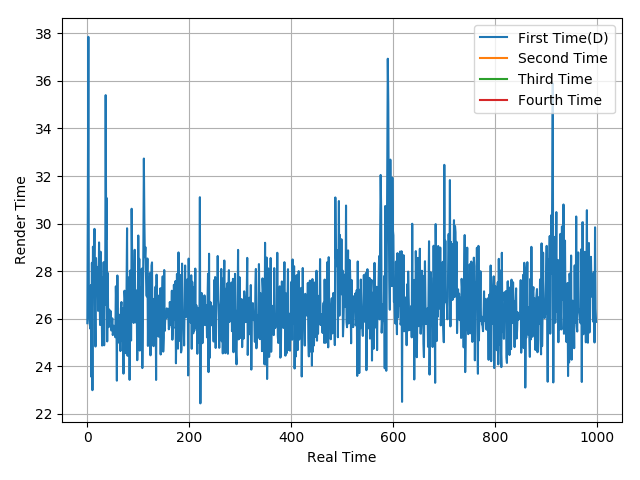 38
36
34
32
30
28
26
24
22
Render Time
First Time(D)
Second Time
Third Time
Fourth Time
0
200
400
600
800
1000
Real Time